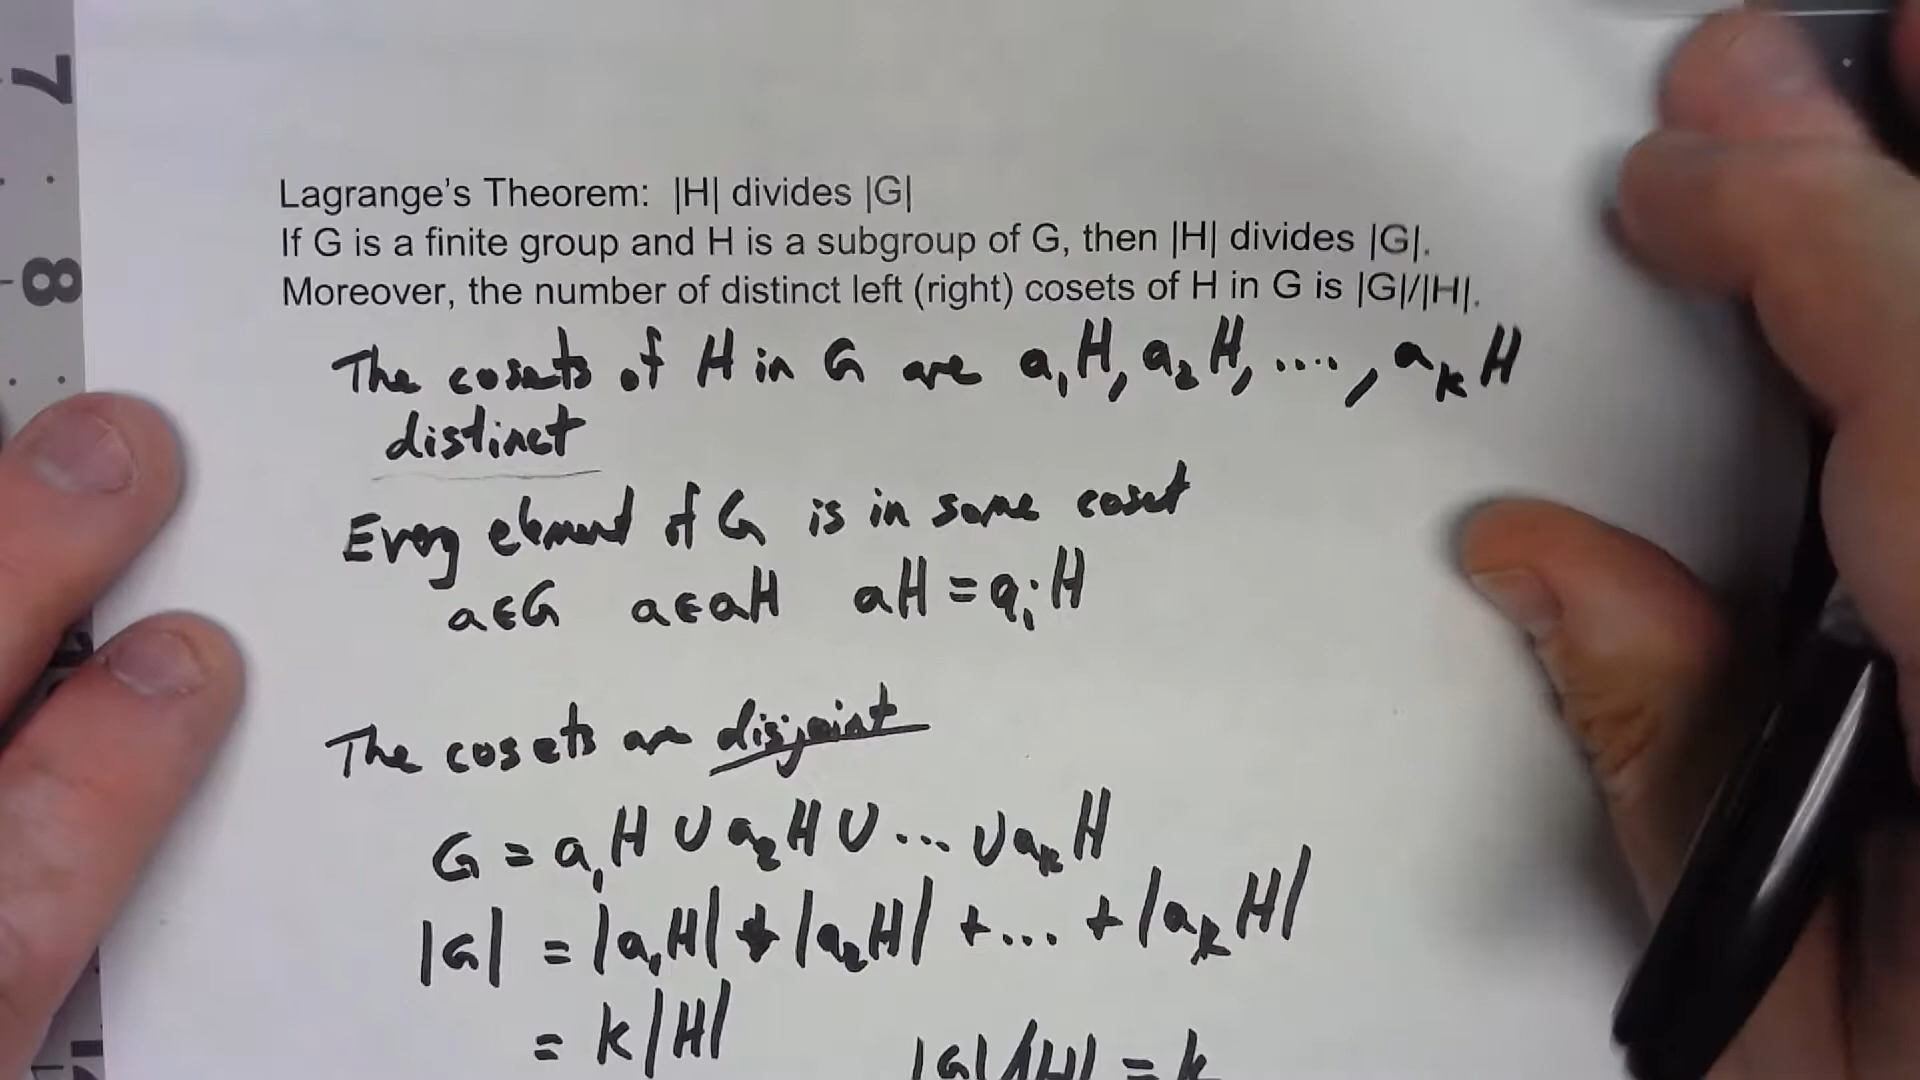 7
8
Lagrange's Theorem: |H| divides |G|
If G is a finite group and H is a subgroup of G, then |H| divides |G|.
Moreover, the number of distinct left (right) cosets of H in G is |G|/|H|.
The cosets of H in G are a₁H, a₂H, ...., aₖH
distinct
Every element of G is in some coset
a∈G a∈aH aH = aᵢH
The cosets are disjoint
G = a₁H ∪ a₂H ∪ ... ∪ aₖH
|G| = |a₁H| + |a₂H| + ... + |aₖH|
= k|H| |G|/|H| = k